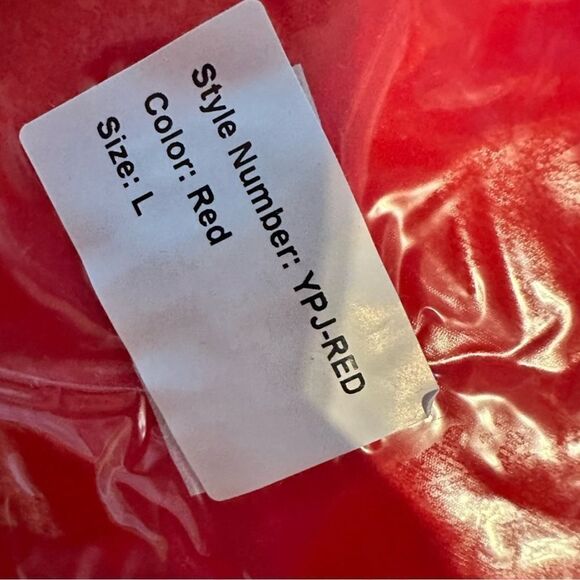 Style Number: YPJ-RED
Color: Red
Size: L